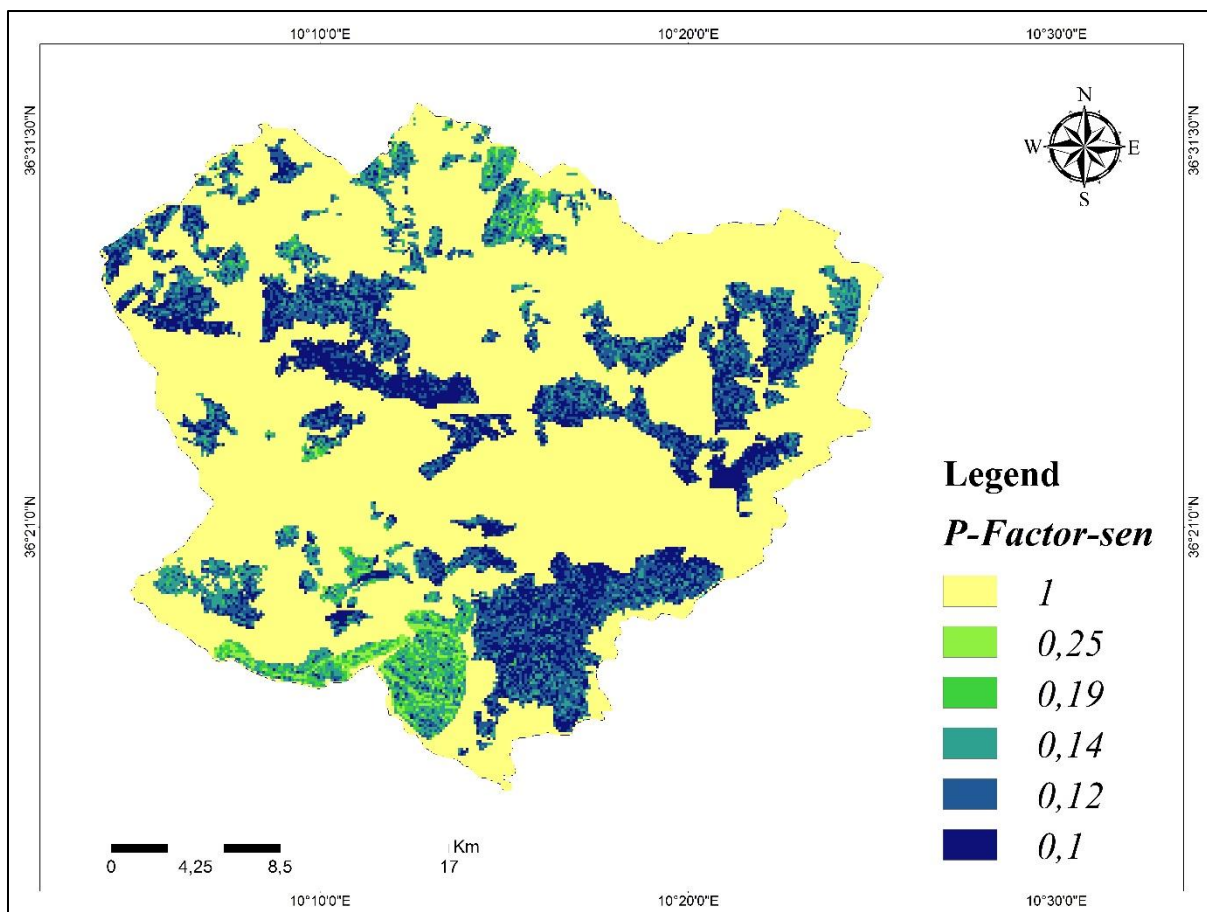 10°10'0"E 10°20'0"E 10°30'0"E
36°31'30"N
36°31'30"N
N
W E
S
36°21'0"N
36°21'0"N
Legend
P-Factor-sen
1
0,25
0,19
0,14
0,12
0,1
Km
0 4,25 8,5 17
10°10'0"E 10°20'0"E 10°30'0"E